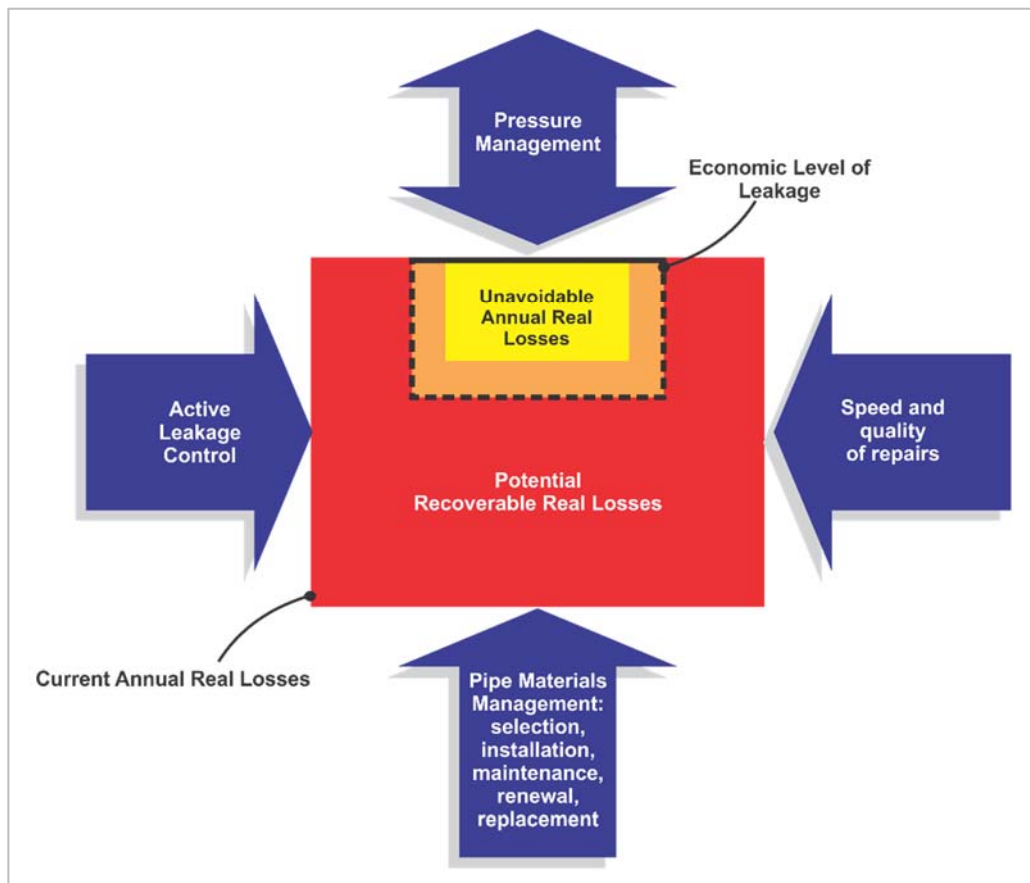 Pressure
Management
Economic Level of
Leakage
Unavoidable
Annual Real
Losses
Active
Leakage
Control
Speed and
quality
of repairs
Potential
Recoverable Real Losses
Current Annual Real Losses
Pipe Materials
Management:
selection,
installation,
maintenance,
renewal,
replacement